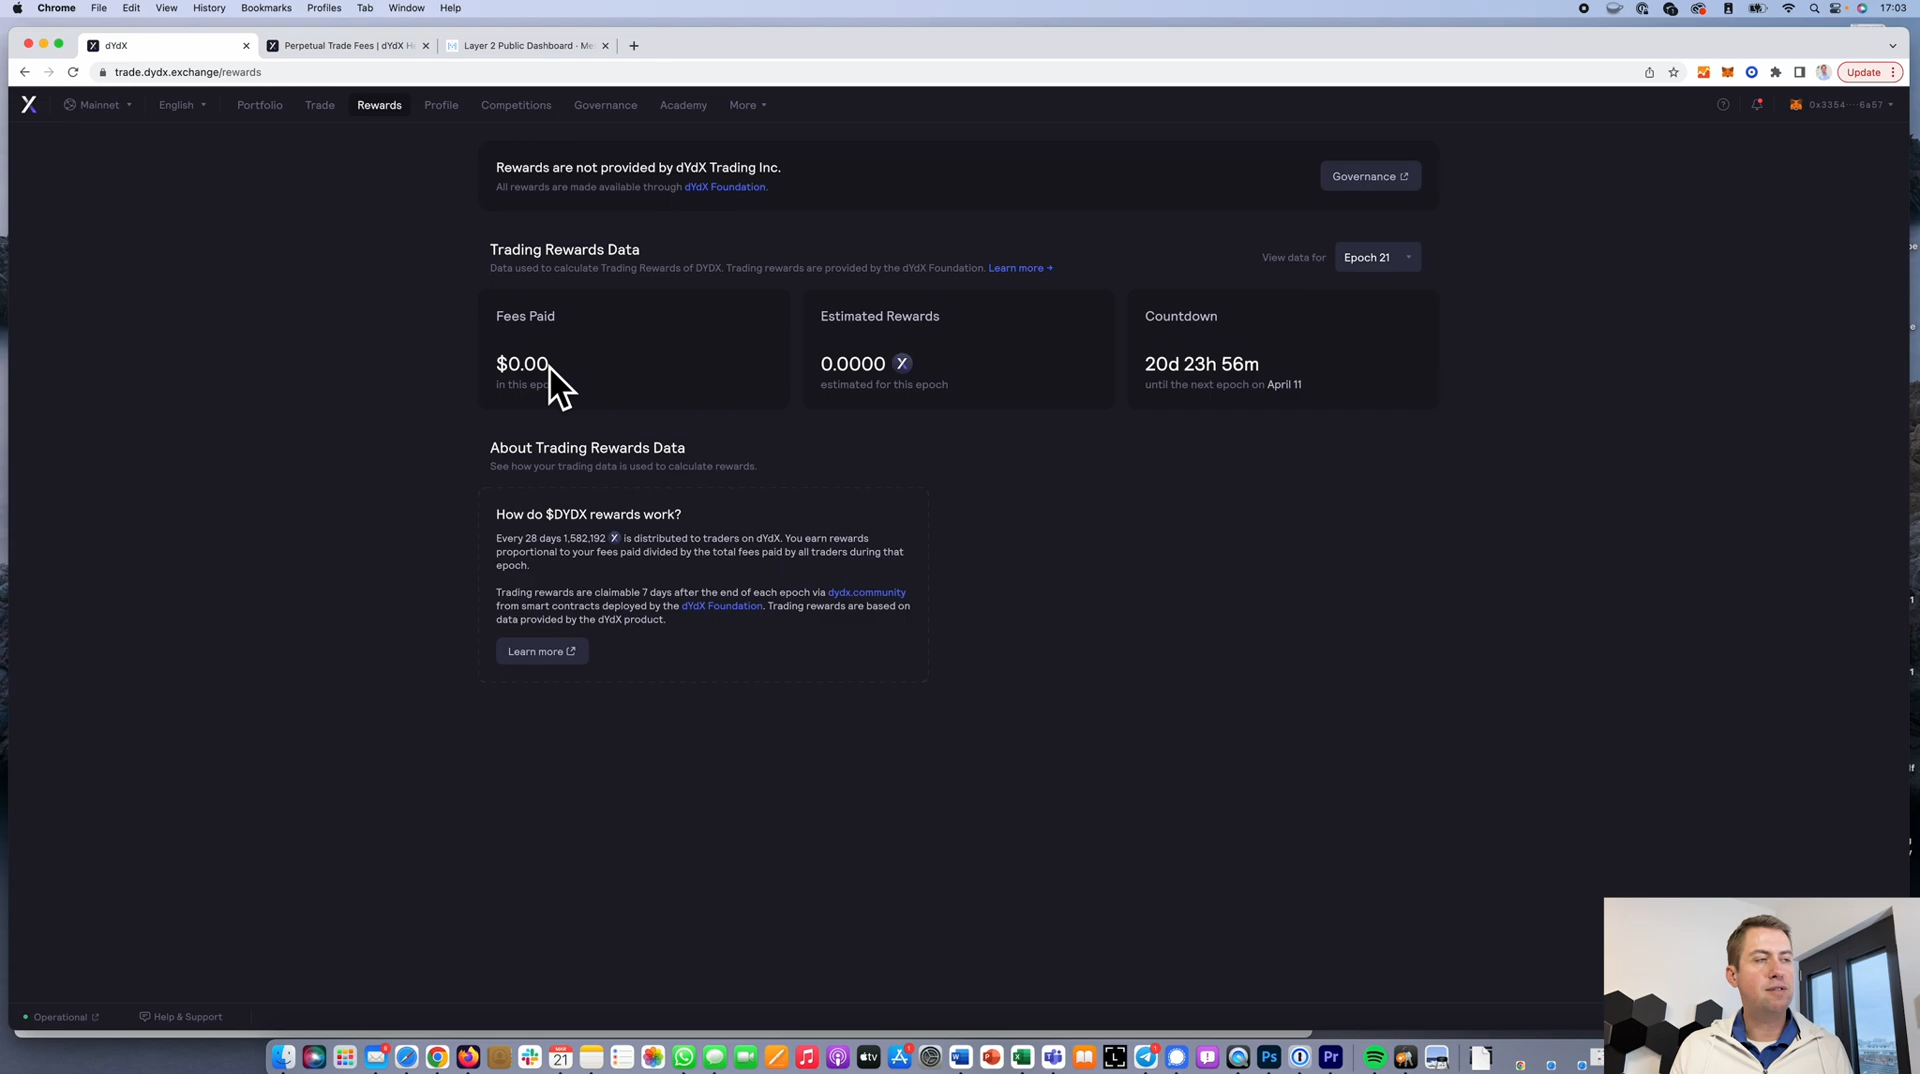 Chrome File Edit View History Bookmarks Profiles Tab Window Help 17:03
dYdX Perpetual Trade Fees | dYdX He Layer 2 Public Dashboard - Me
trade.dydx.exchange/rewards Update
Mainnet English Portfolio Trade Rewards Profile Competitions Governance Academy More 0x3354····6a57
Rewards are not provided by dYdX Trading Inc.
All rewards are made available through dYdX Foundation.
Governance
Trading Rewards Data
Data used to calculate Trading Rewards of DYDX. Trading rewards are provided by the dYdX Foundation. Learn more →
View data for Epoch 21
Fees Paid
$0.00
in this epo
Estimated Rewards
0.0000
estimated for this epoch
Countdown
20d 23h 56m
until the next epoch on April 11
About Trading Rewards Data
See how your trading data is used to calculate rewards.
How do $DYDX rewards work?
Every 28 days 1,582,192 is distributed to traders on dYdX. You earn rewards
proportional to your fees paid divided by the total fees paid by all traders during that
epoch.
Trading rewards are claimable 7 days after the end of each epoch via dydx.community
from smart contracts deployed by the dYdX Foundation. Trading rewards are based on
data provided by the dYdX product.
Learn more
Operational Help & Support
21